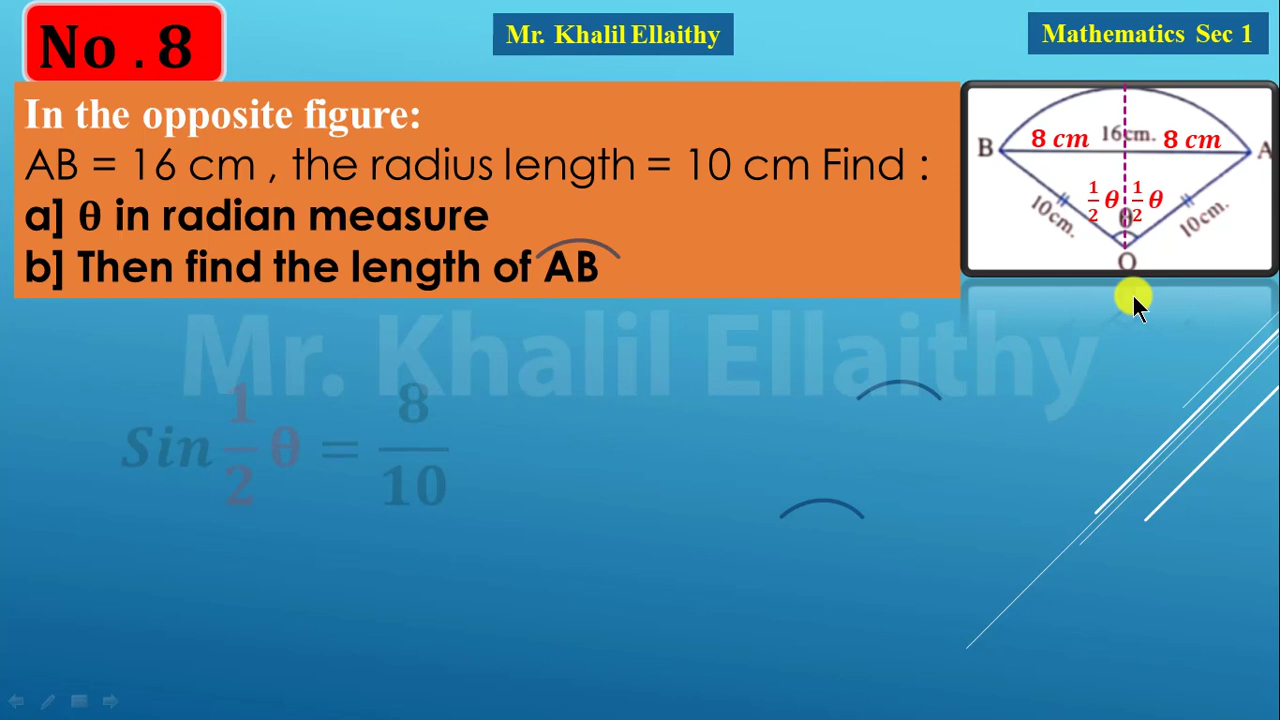 No . 8
Mr. Khalil Ellaithy
Mathematics Sec 1
In the opposite figure:
AB = 16 cm , the radius length = 10 cm Find :
a] θ in radian measure
b] Then find the length of AB
B
8 cm
16cm.
8 cm
A
1/2 θ
1/2 θ
10cm.
θ
10cm.
O
Mr. Khalil Ellaithy
Sin 1/2 θ = 8/10